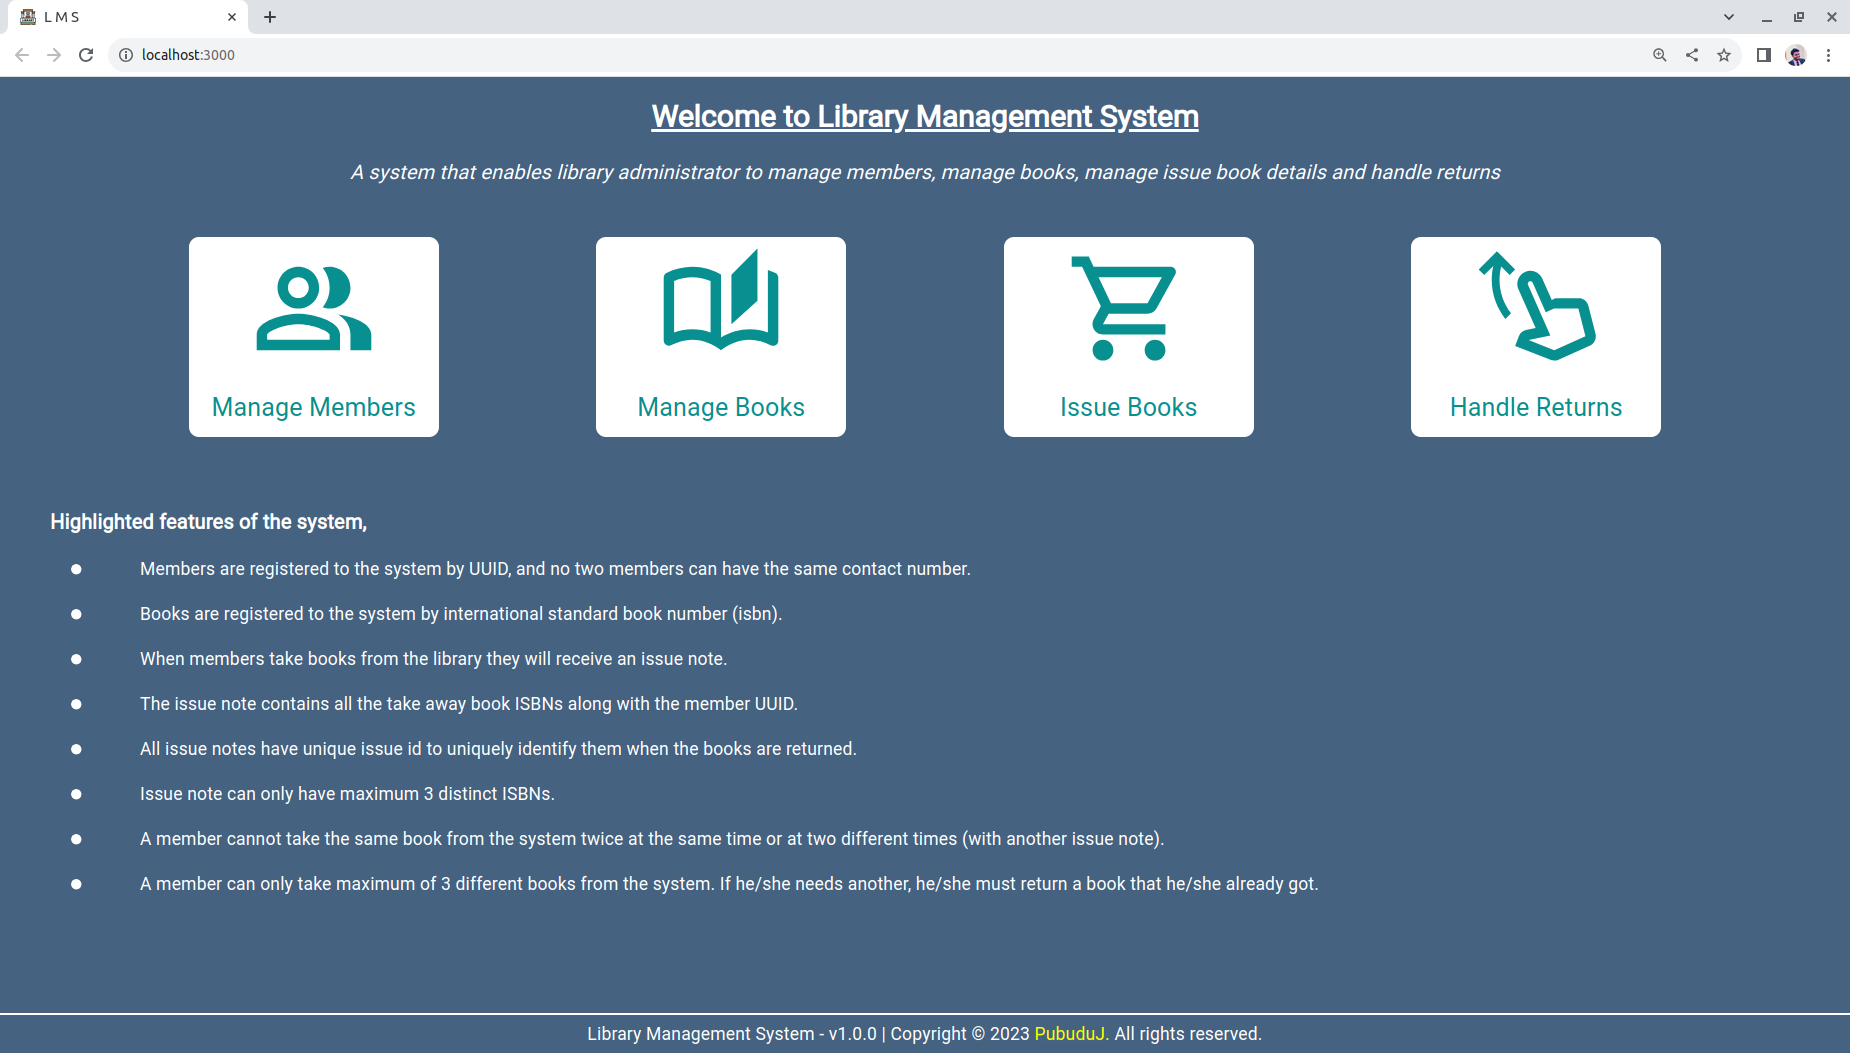 L M S
localhost:3000
Welcome to Library Management System
A system that enables library administrator to manage members, manage books, manage issue book details and handle returns
Manage Members
Manage Books
Issue Books
Handle Returns
Highlighted features of the system,
Members are registered to the system by UUID, and no two members can have the same contact number.
Books are registered to the system by international standard book number (isbn).
When members take books from the library they will receive an issue note.
The issue note contains all the take away book ISBNs along with the member UUID.
All issue notes have unique issue id to uniquely identify them when the books are returned.
Issue note can only have maximum 3 distinct ISBNs.
A member cannot take the same book from the system twice at the same time or at two different times (with another issue note).
A member can only take maximum of 3 different books from the system. If he/she needs another, he/she must return a book that he/she already got.
Library Management System - v1.0.0 | Copyright © 2023 PubuduJ. All rights reserved.